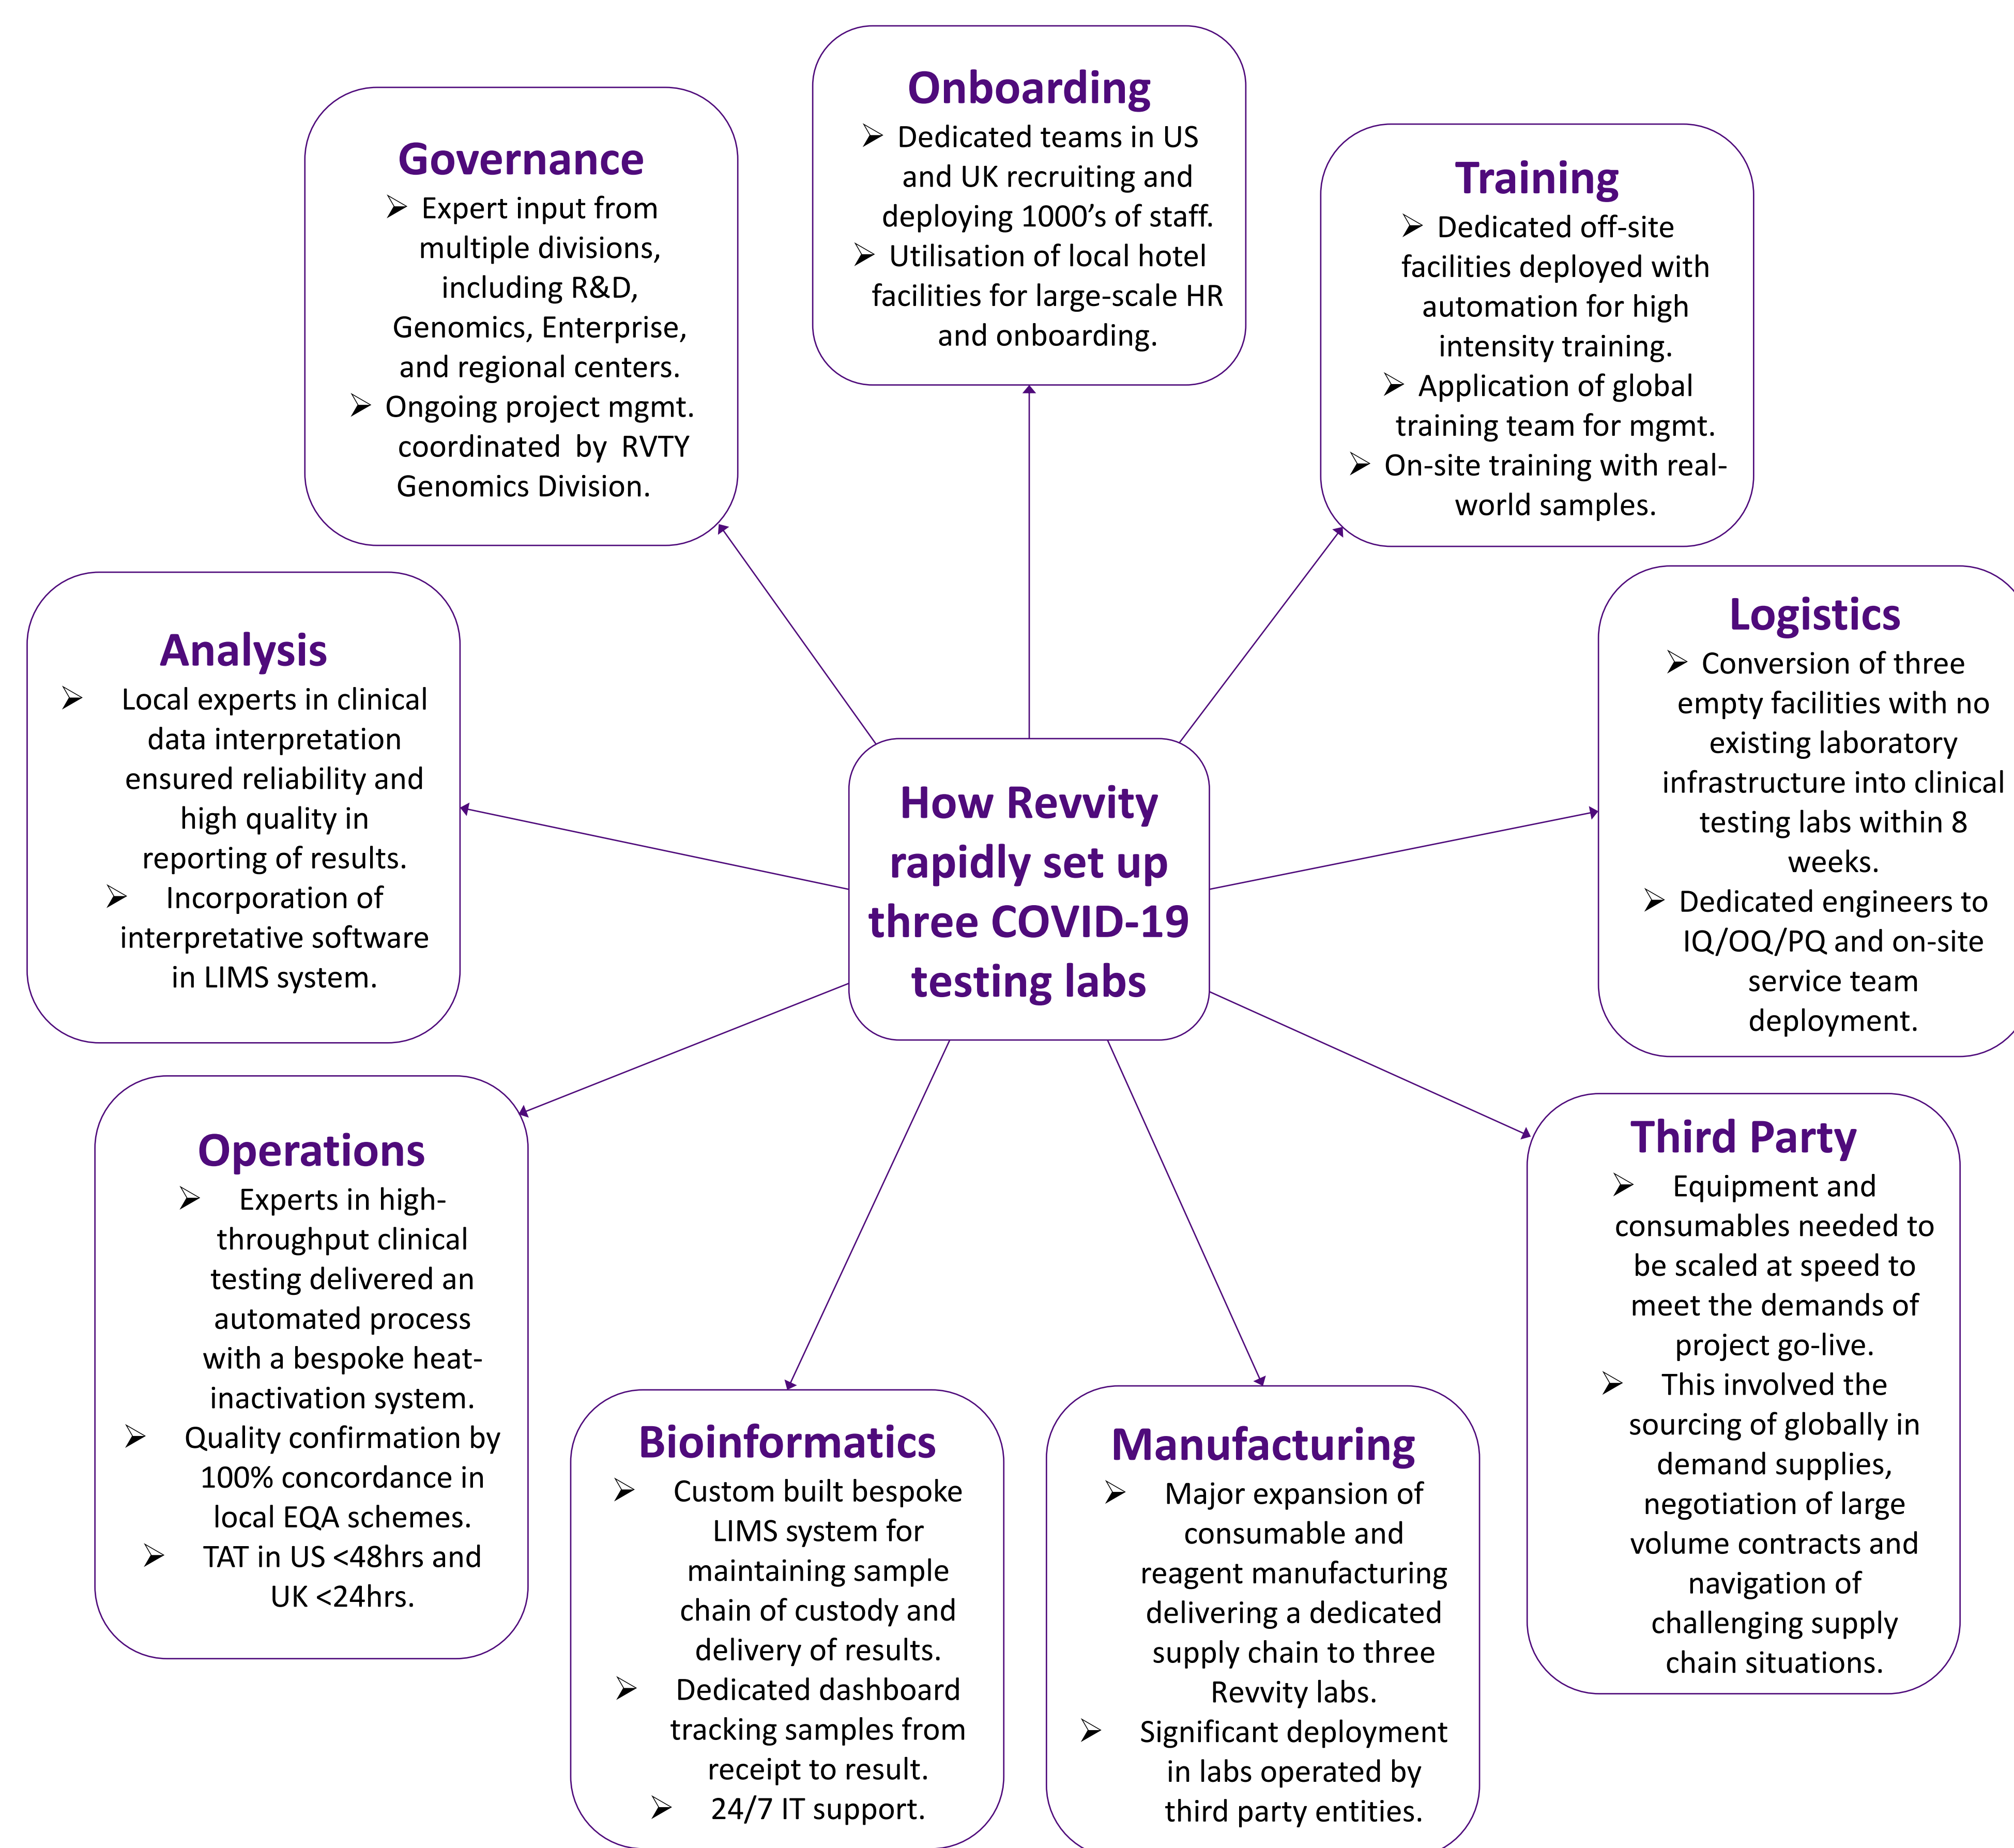 Onboarding
➢ Dedicated teams in US
and UK recruiting and
deploying 1000’s of staff.
➢ Utilisation of local hotel
facilities for large-scale HR
and onboarding.
Governance
➢ Expert input from
multiple divisions,
including R&D,
Genomics, Enterprise,
and regional centers.
➢ Ongoing project mgmt.
coordinated by RVTY
Genomics Division.
Training
➢ Dedicated off-site
facilities deployed with
automation for high
intensity training.
➢ Application of global
training team for mgmt.
➢ On-site training with real-
world samples.
Analysis
➢ Local experts in clinical
data interpretation
ensured reliability and
high quality in
reporting of results.
➢ Incorporation of
interpretative software
in LIMS system.
How Revvity
rapidly set up
three COVID-19
testing labs
Logistics
➢ Conversion of three
empty facilities with no
existing laboratory
infrastructure into clinical
testing labs within 8
weeks.
➢ Dedicated engineers to
IQ/OQ/PQ and on-site
service team
deployment.
Operations
➢ Experts in high-
throughput clinical
testing delivered an
automated process
with a bespoke heat-
inactivation system.
➢ Quality confirmation by
100% concordance in
local EQA schemes.
➢ TAT in US <48hrs and
UK <24hrs.
Third Party
➢ Equipment and
consumables needed to
be scaled at speed to
meet the demands of
project go-live.
➢ This involved the
sourcing of globally in
demand supplies,
negotiation of large
volume contracts and
navigation of
challenging supply
chain situations.
Bioinformatics
➢ Custom built bespoke
LIMS system for
maintaining sample
chain of custody and
delivery of results.
➢ Dedicated dashboard
tracking samples from
receipt to result.
➢ 24/7 IT support.
Manufacturing
➢ Major expansion of
consumable and
reagent manufacturing
delivering a dedicated
supply chain to three
Revvity labs.
➢ Significant deployment
in labs operated by
third party entities.